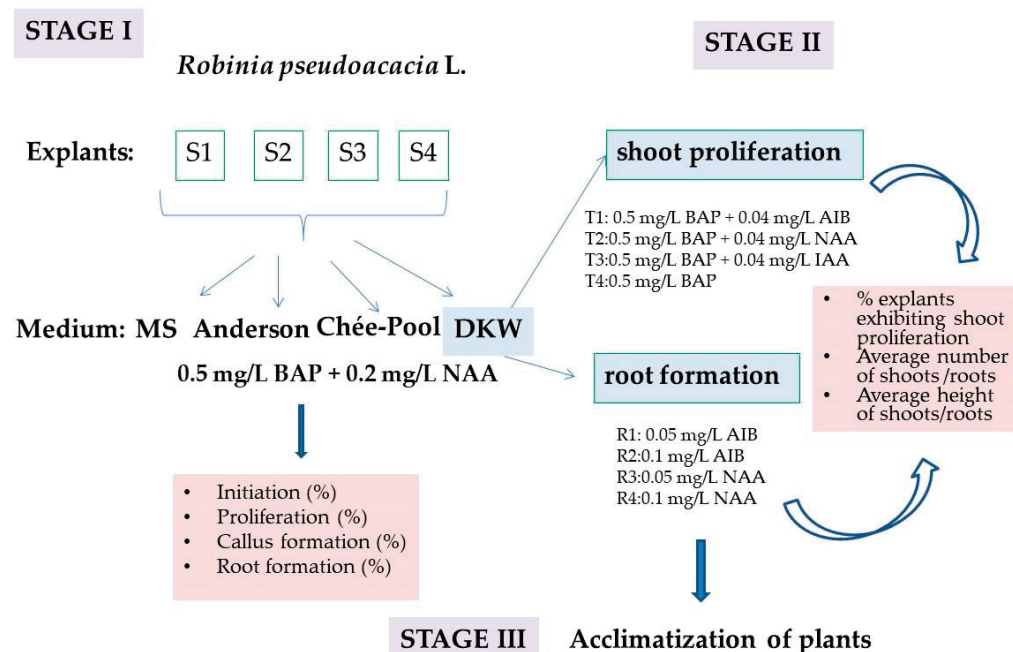 STAGE I
STAGE II
Robinia pseudoacacia L.
Explants: S1 S2 S3 S4
shoot proliferation
T1: 0.5 mg/L BAP + 0.04 mg/L AIB
T2:0.5 mg/L BAP + 0.04 mg/L NAA
T3:0.5 mg/L BAP + 0.04 mg/L IAA
T4:0.5 mg/L BAP
Medium: MS Anderson Chée-Pool DKW
0.5 mg/L BAP + 0.2 mg/L NAA
• % explants
exhibiting shoot
proliferation
• Average number
of shoots/roots
• Average height
of shoots/roots
root formation
R1: 0.05 mg/L AIB
R2:0.1 mg/L AIB
R3:0.05 mg/L NAA
R4:0.1 mg/L NAA
• Initiation (%)
• Proliferation (%)
• Callus formation (%)
• Root formation (%)
STAGE III Acclimatization of plants